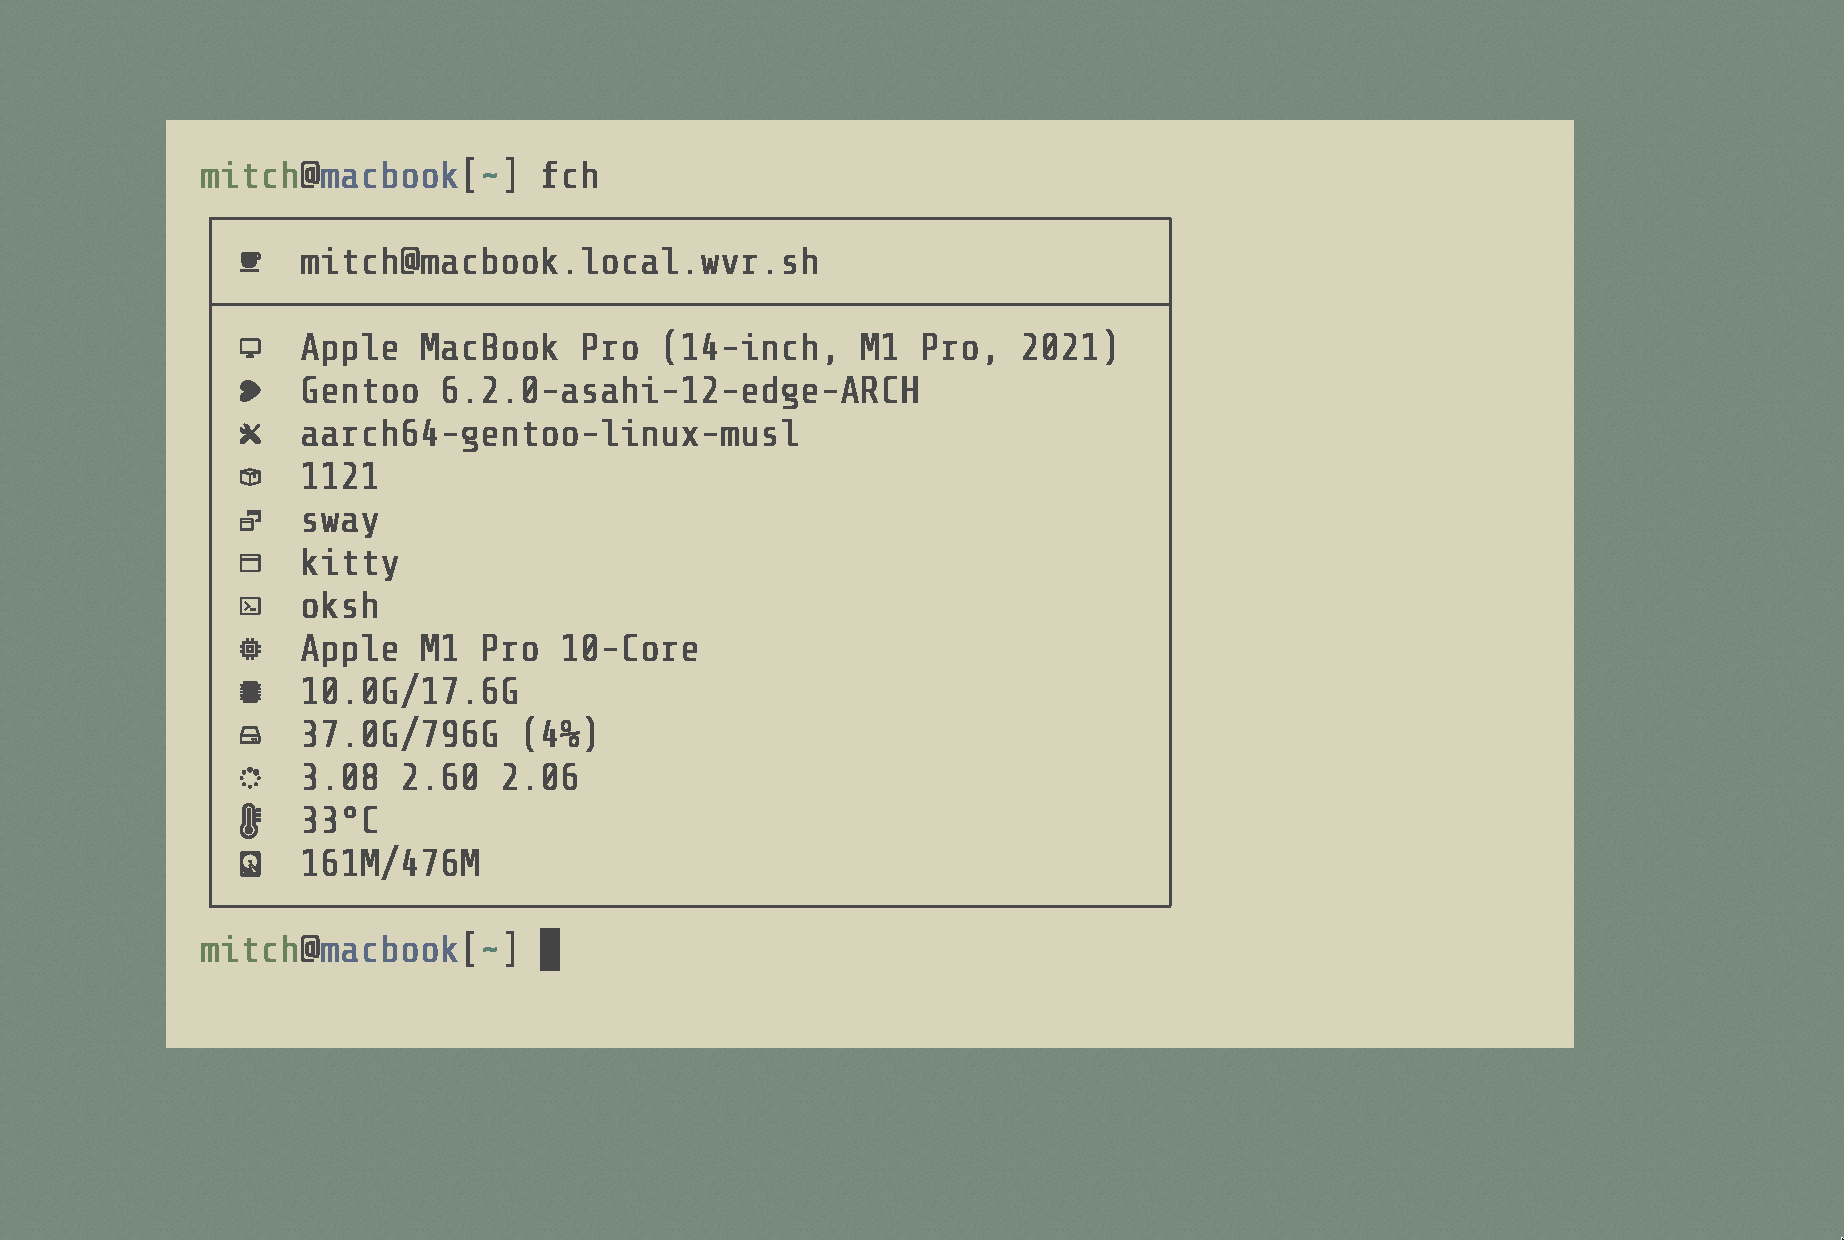 mitch@macbook[~] fch
mitch@macbook.local.wvr.sh
Apple MacBook Pro (14-inch, M1 Pro, 2021)
Gentoo 6.2.0-asahi-12-edge-ARCH
aarch64-gentoo-linux-musl
1121
sway
kitty
oksh
Apple M1 Pro 10-Core
10.0G/17.6G
37.0G/796G (4%)
3.08 2.60 2.06
33°C
161M/476M
mitch@macbook[~]